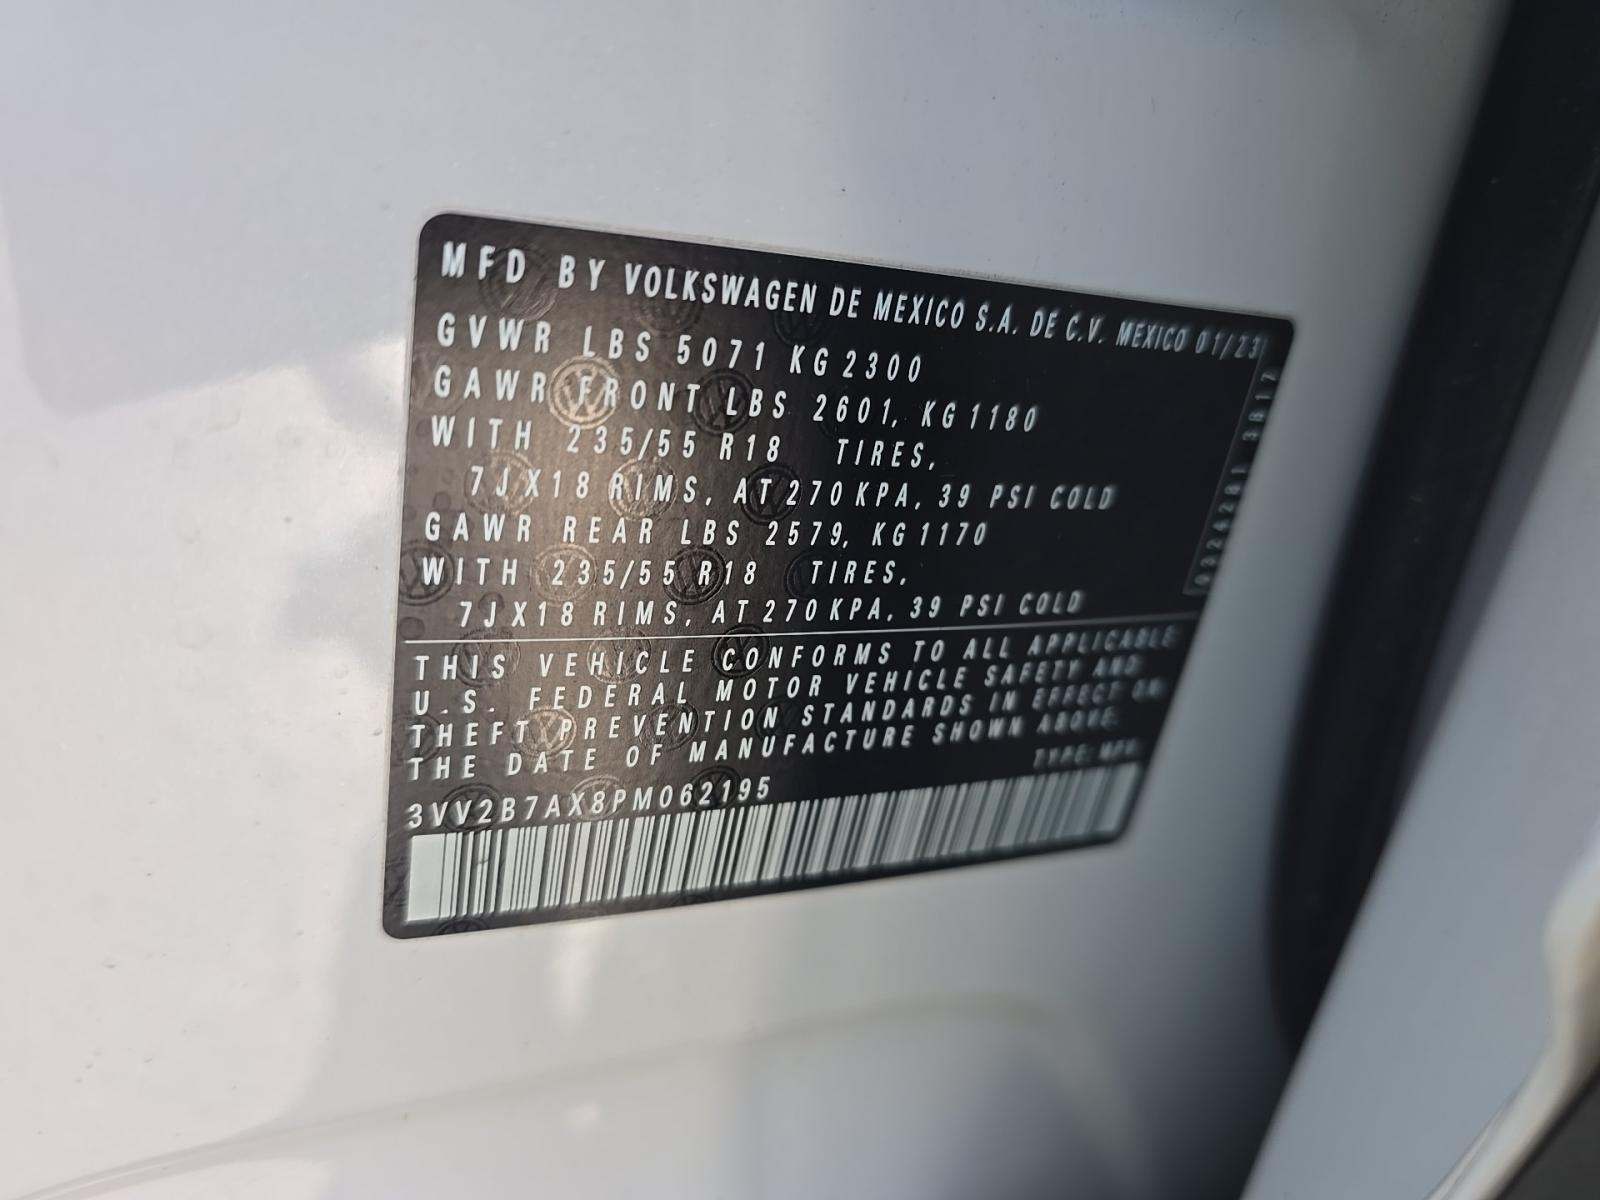 MFD BY VOLKSWAGEN DE MEXICO S.A. DE C.V. MEXICO 01/23
GVWR LBS 5071 KG 2300
GAWR FRONT LBS 2601, KG 1180
WITH 235/55 R18 TIRES,
7JX18 RIMS, AT 270 KPA, 39 PSI COLD
GAWR REAR LBS 2579, KG 1170
WITH 235/55 R18 TIRES,
7JX18 RIMS, AT 270 KPA, 39 PSI COLD
THIS VEHICLE CONFORMS TO ALL APPLICABLE
U.S. FEDERAL MOTOR VEHICLE SAFETY AND
THEFT PREVENTION STANDARDS IN EFFECT ON
THE DATE OF MANUFACTURE SHOWN ABOVE.
TYPE: MPV
3VV2B7AX8PM062195